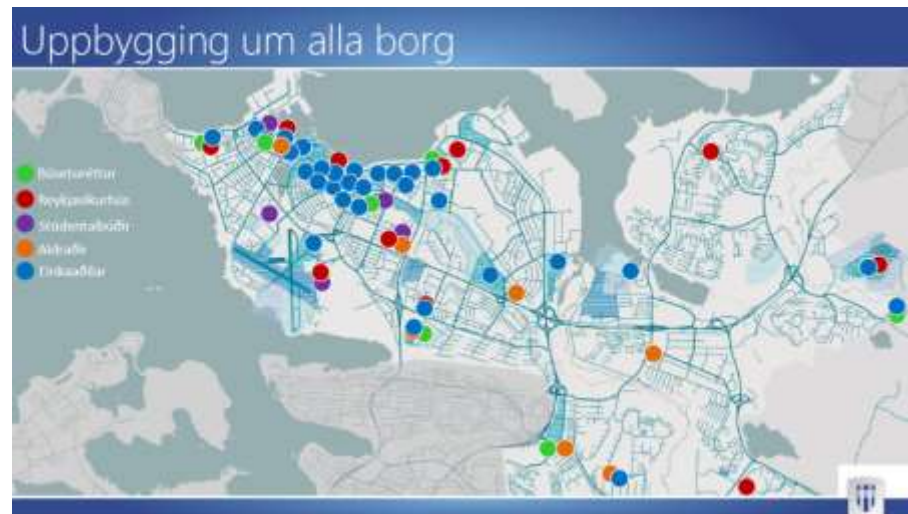 Uppbygging um alla borg
Búseturéttur
Reykjavíkurhús
Stúdentaíbúðir
Aldraðir
Einkaaðilar